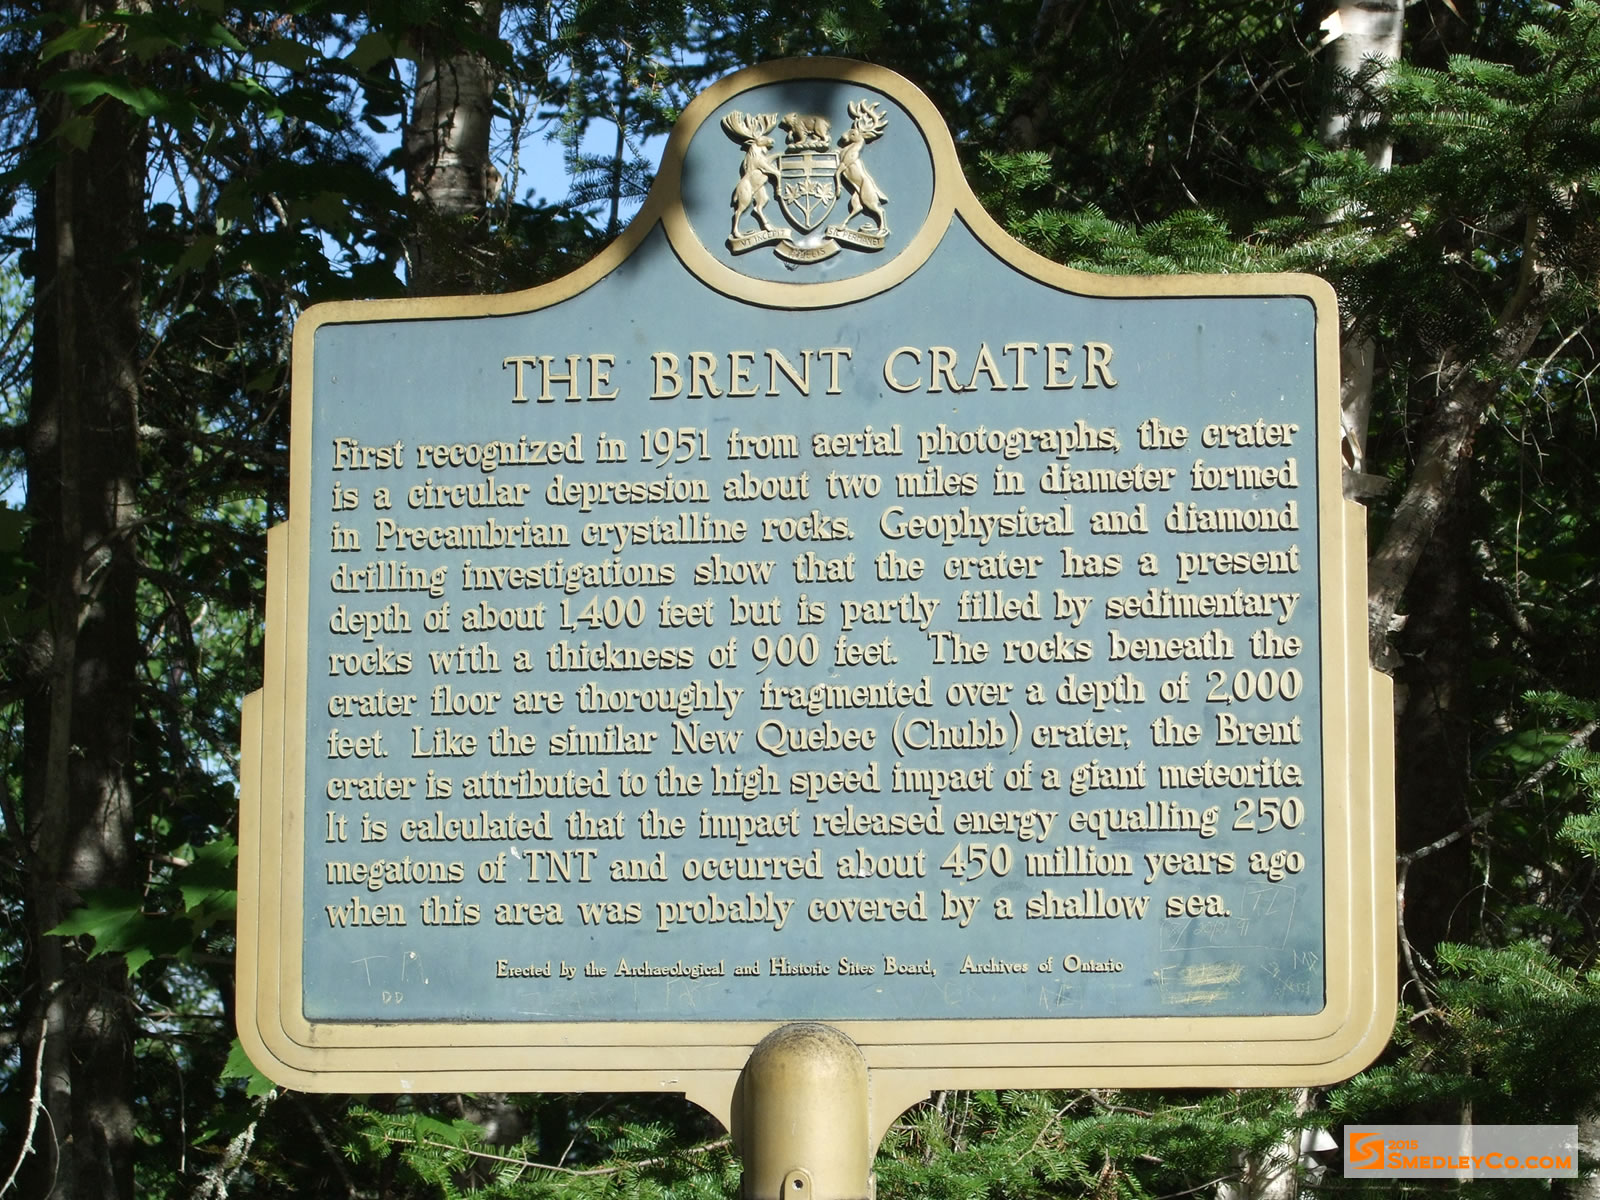 UT INCEPIT SIC PERMANET
FIDELIS
THE BRENT CRATER
First recognized in 1951 from aerial photographs, the crater
is a circular depression about two miles in diameter formed
in Precambrian crystalline rocks. Geophysical and diamond
drilling investigations show that the crater has a present
depth of about 1,400 feet but is partly filled by sedimentary
rocks with a thickness of 900 feet. The rocks beneath the
crater floor are thoroughly fragmented over a depth of 2,000
feet. Like the similar New Quebec (Chubb) crater, the Brent
crater is attributed to the high speed impact of a giant meteorite.
It is calculated that the impact released energy equalling 250
megatons of TNT and occurred about 450 million years ago
when this area was probably covered by a shallow sea.
Erected by the Archaeological and Historic Sites Board, Archives of Ontario
DD
2015
SMEDLEYCO.COM